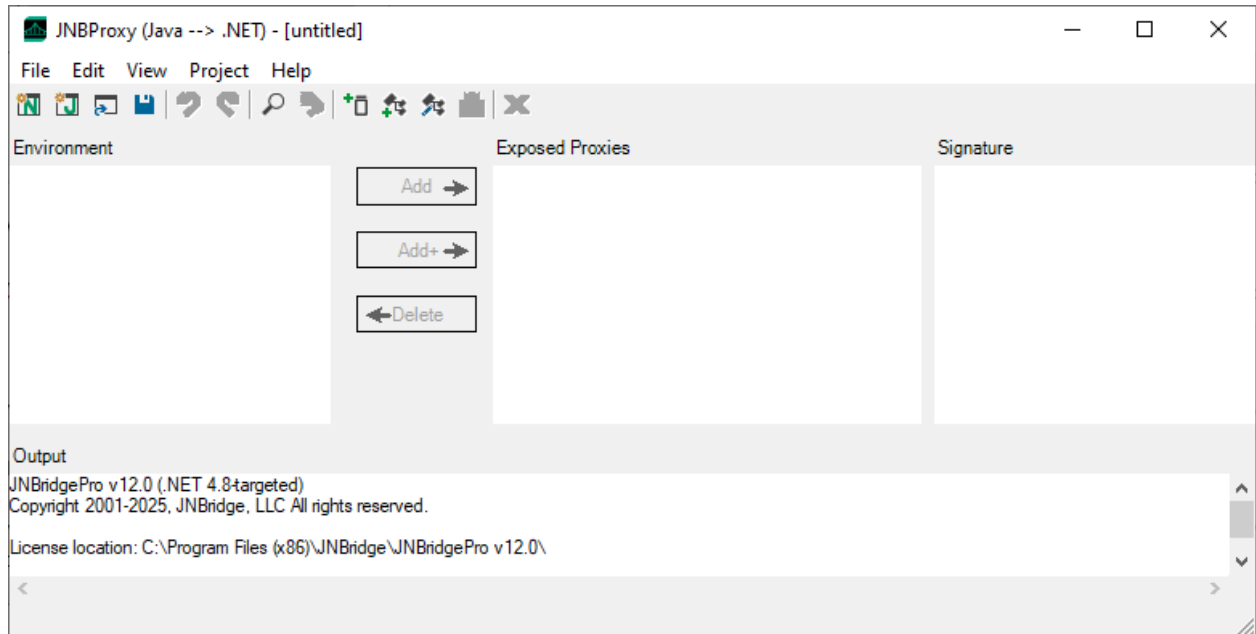 JNBProxy (Java --> .NET) - [untitled]
File Edit View Project Help
Environment
Exposed Proxies
Signature
Add
Add+
Delete
Output
JNBridgePro v12.0 (.NET 4.8-targeted)
Copyright 2001-2025, JNBridge, LLC All rights reserved.
License location: C:\Program Files (x86)\JNBridge\JNBridgePro v12.0\